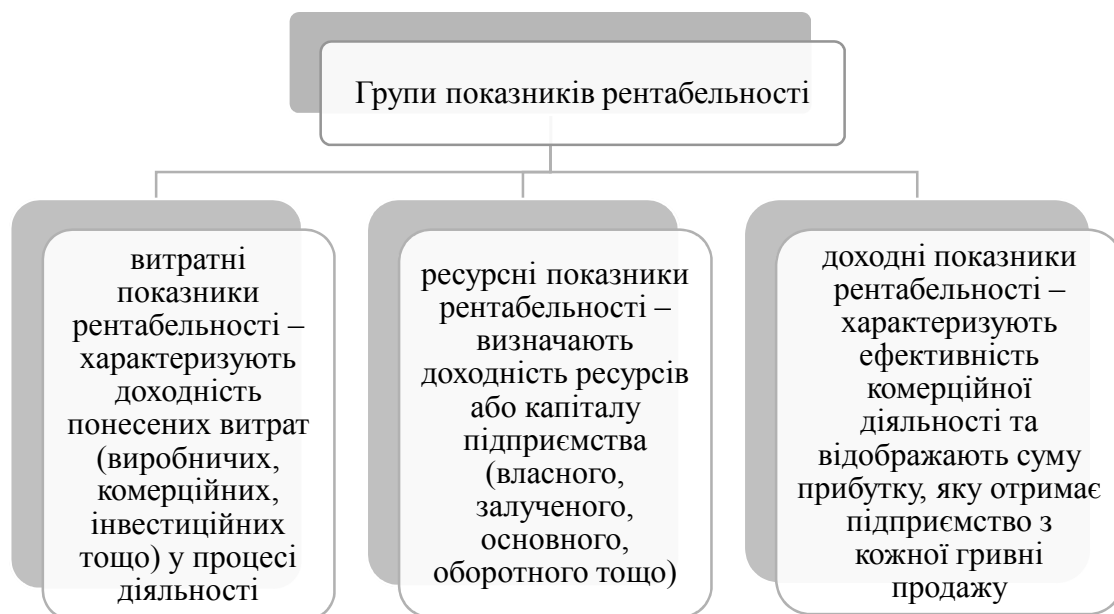 Групи показників рентабельності
витратні
показники
рентабельності –
характеризують
доходність
понесених витрат
(виробничих,
комерційних,
інвестиційних
тощо) у процесі
діяльності
ресурсні показники
рентабельності –
визначають
доходність ресурсів
або капіталу
підприємства
(власного,
залученого,
основного,
оборотного тощо)
доходні показники
рентабельності –
характеризують
ефективність
комерційної
діяльності та
відображають суму
прибутку, яку отримає
підприємство з
кожної гривні
продажу